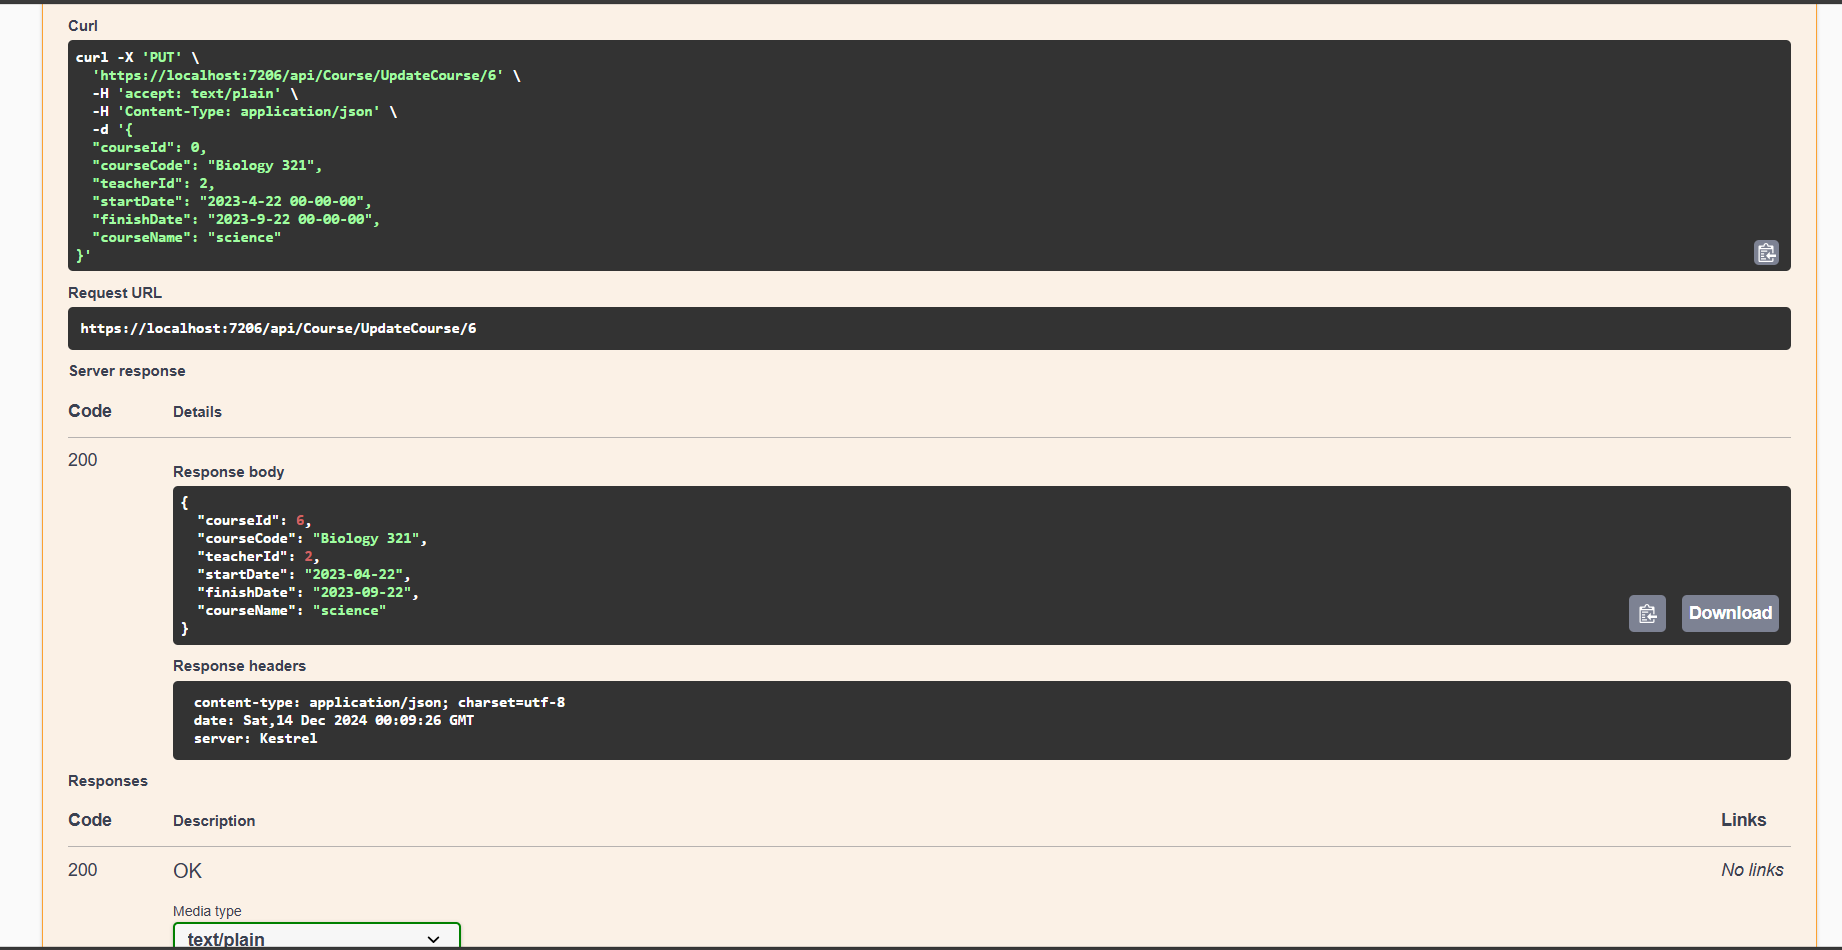 Curl
curl -X 'PUT' \
'https://localhost:7206/api/Course/UpdateCourse/6' \
-H 'accept: text/plain' \
-H 'Content-Type: application/json' \
-d '{
"courseId": 0,
"courseCode": "Biology 321",
"teacherId": 2,
"startDate": "2023-4-22 00-00-00",
"finishDate": "2023-9-22 00-00-00",
"courseName": "science"
}'
Request URL
https://localhost:7206/api/Course/UpdateCourse/6
Server response
Code Details
200
Response body
{
"courseId": 6,
"courseCode": "Biology 321",
"teacherId": 2,
"startDate": "2023-04-22",
"finishDate": "2023-09-22",
"courseName": "science"
}
Download
Response headers
content-type: application/json; charset=utf-8
date: Sat,14 Dec 2024 00:09:26 GMT
server: Kestrel
Responses
Code Description Links
200 OK No links
Media type
text/plain